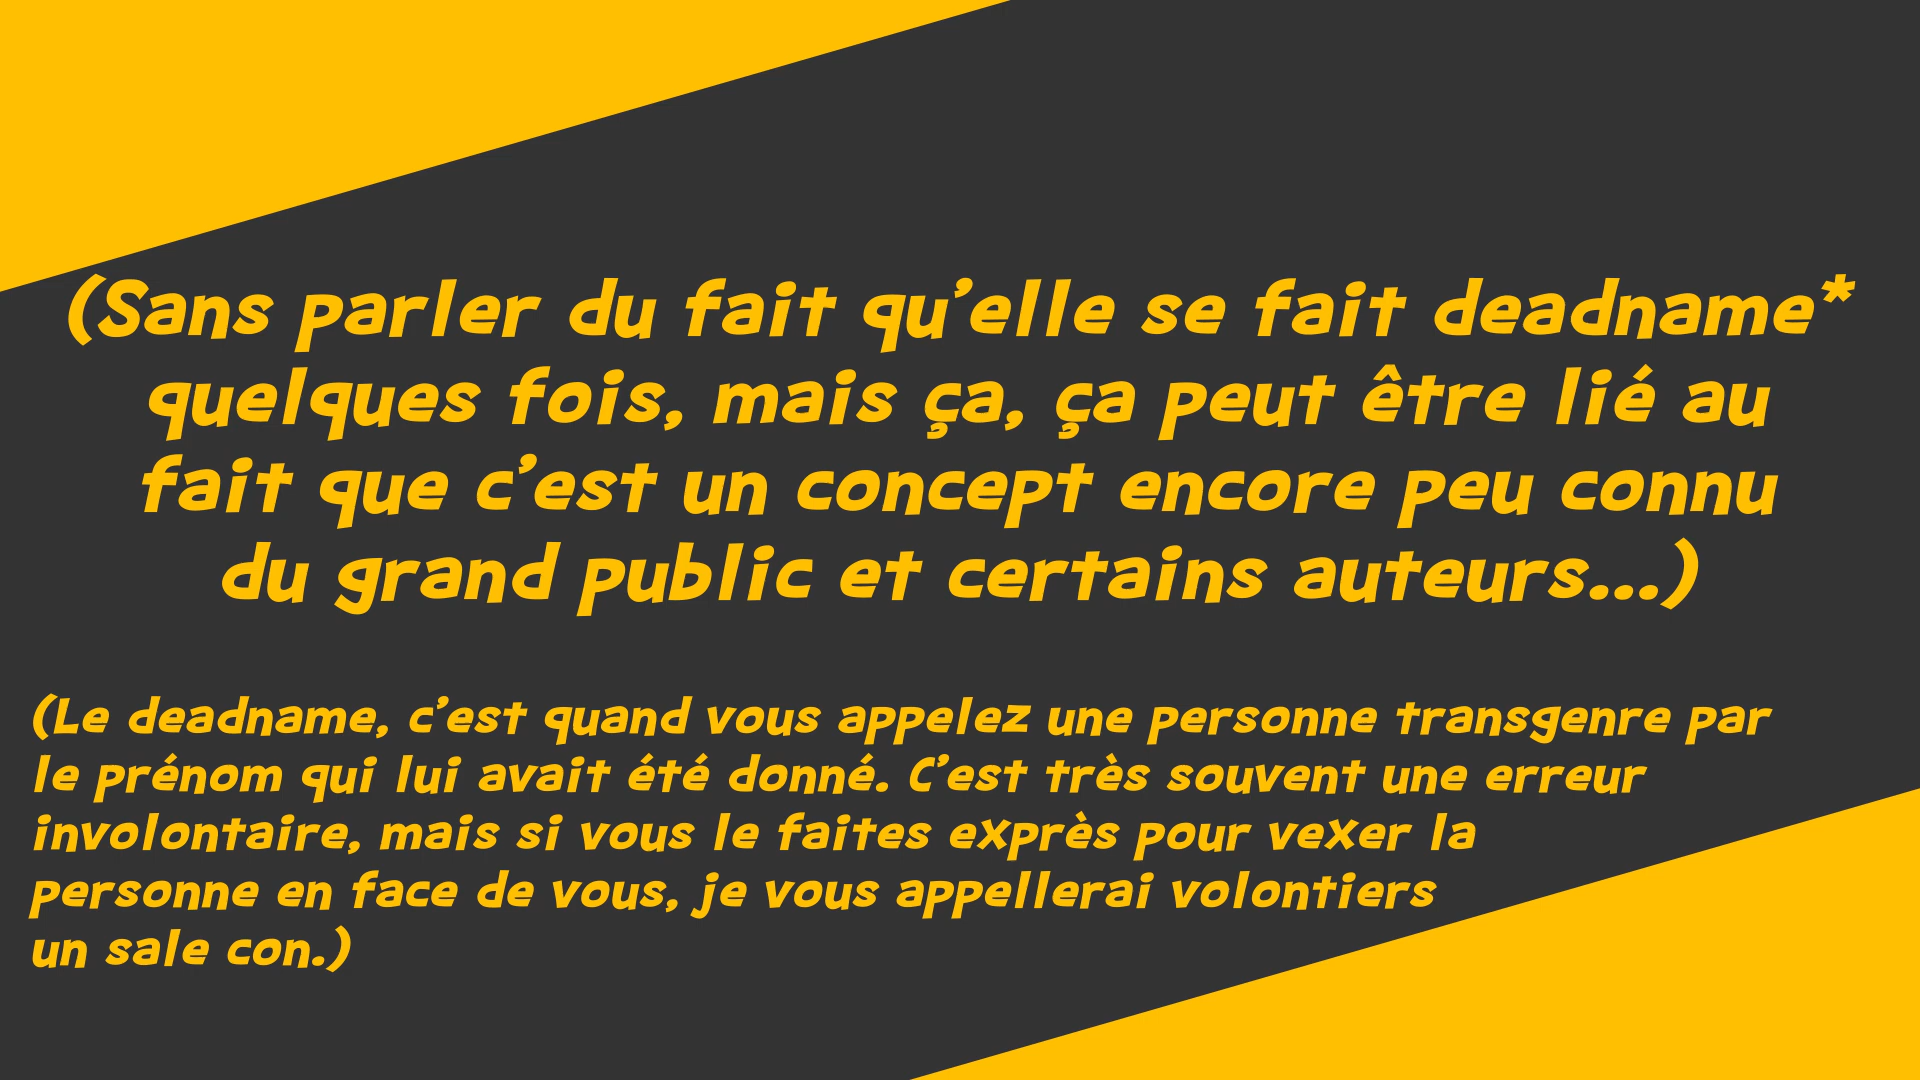 (Sans parler du fait qu’elle se fait deadname*
quelques fois, mais ça, ça peut être lié au
fait que c’est un concept encore peu connu
du grand public et certains auteurs...)
(Le deadname, c’est quand vous appelez une personne transgenre par
le prénom qui lui avait été donné. C’est très souvent une erreur
involontaire, mais si vous le faites exprès pour vexer la
personne en face de vous, je vous appellerai volontiers
un sale con.)